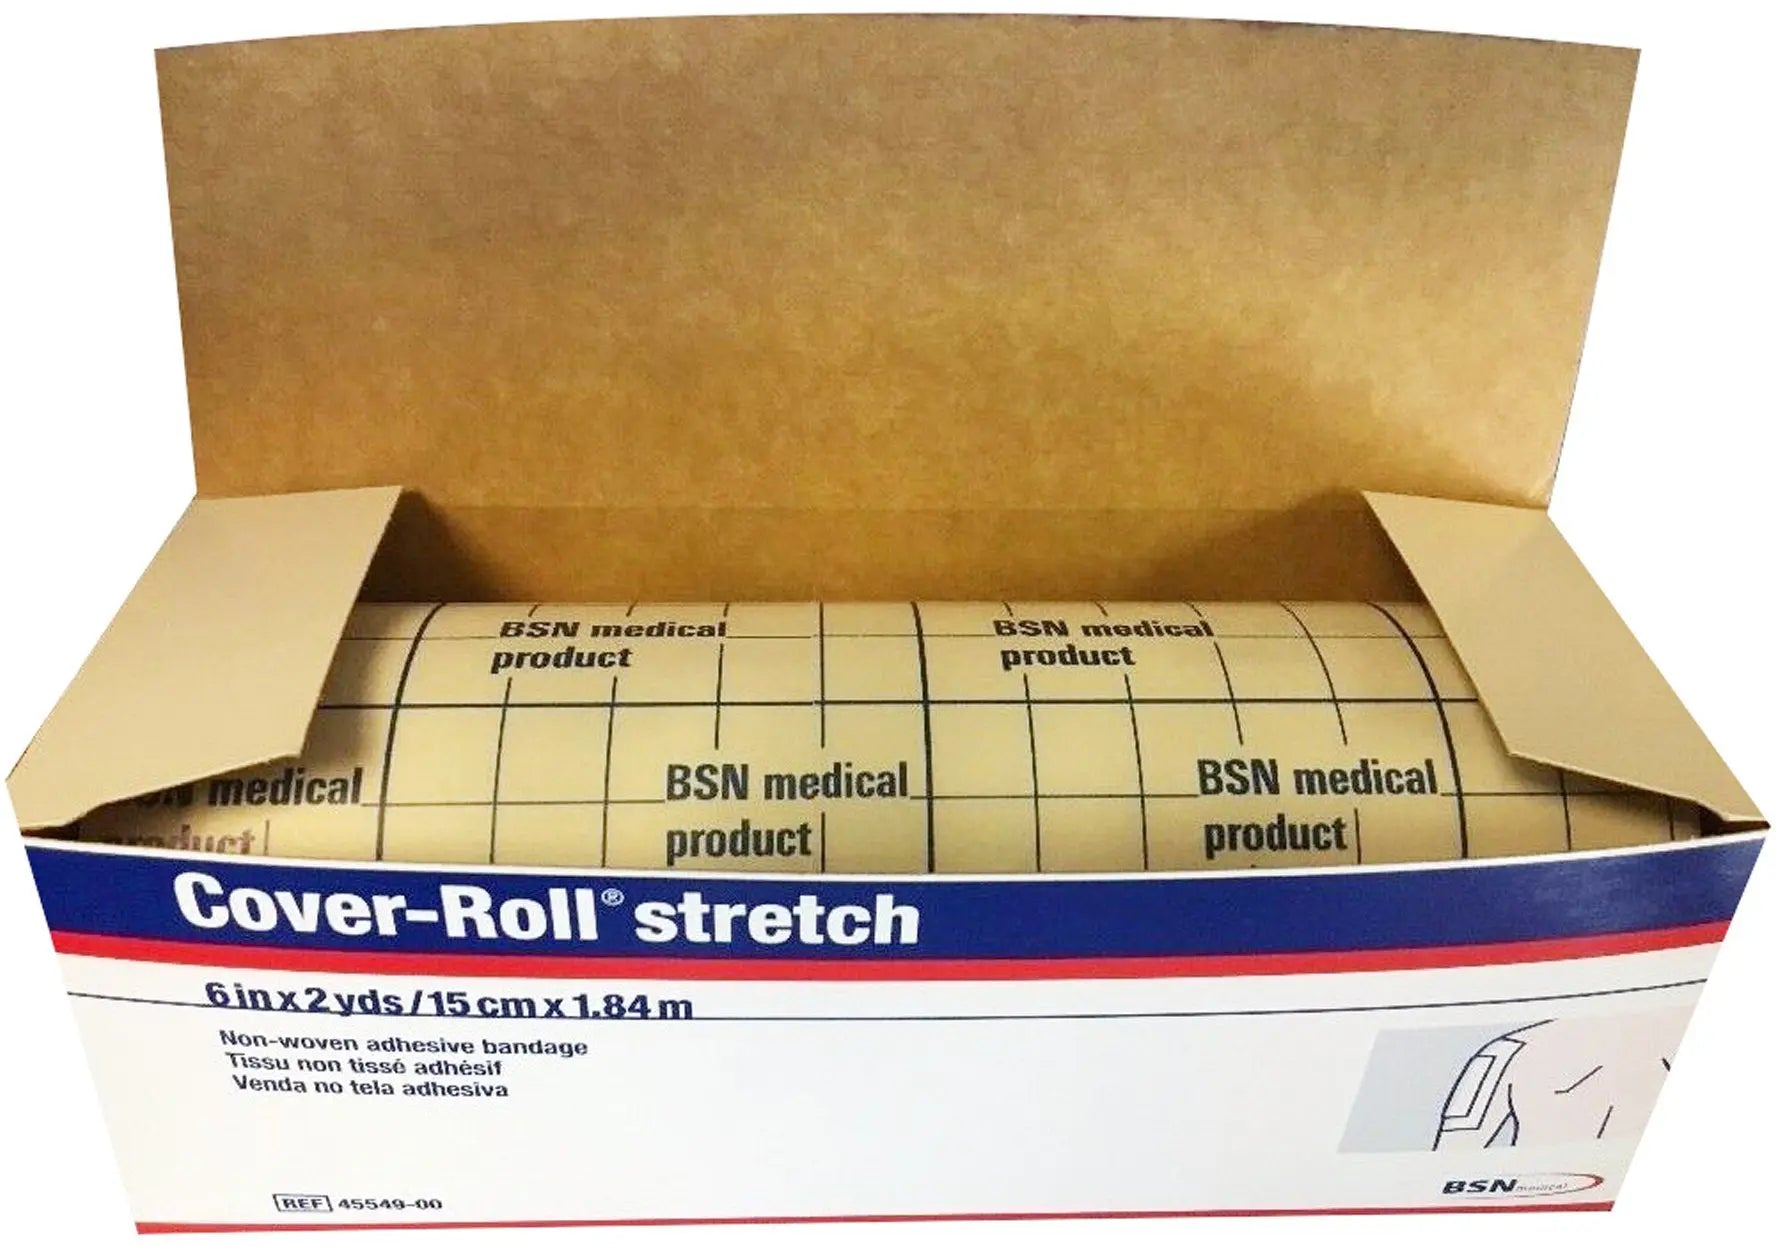 BSN medical
product
BSN medical
product
medical
product
BSN medical
product
BSN medical
product
Cover-Roll® stretch
6 in x 2 yds / 15 cm x 1.84 m
Non-woven adhesive bandage
Tissu non tissé adhésif
Venda no tela adhesiva
REF 45549-00
BSN medical